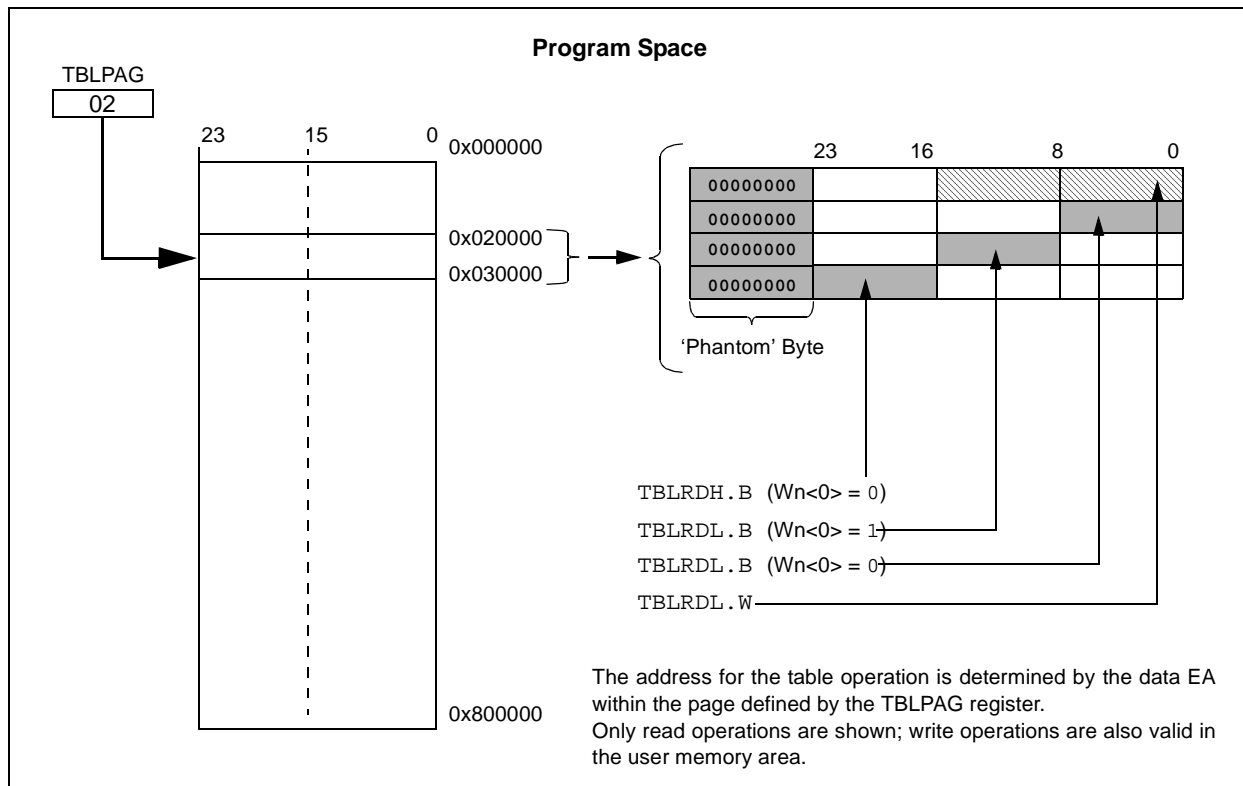 Program Space
TBLPAG
02
23 15 0
0x000000
0x020000
0x030000
0x800000
23 16 8 0
00000000
00000000
00000000
00000000
‘Phantom’ Byte
TBLRDH.B (Wn<0> = 0)
TBLRDL.B (Wn<0> = 1)
TBLRDL.B (Wn<0> = 0)
TBLRDL.W
The address for the table operation is determined by the data EA
within the page defined by the TBLPAG register.
Only read operations are shown; write operations are also valid in
the user memory area.